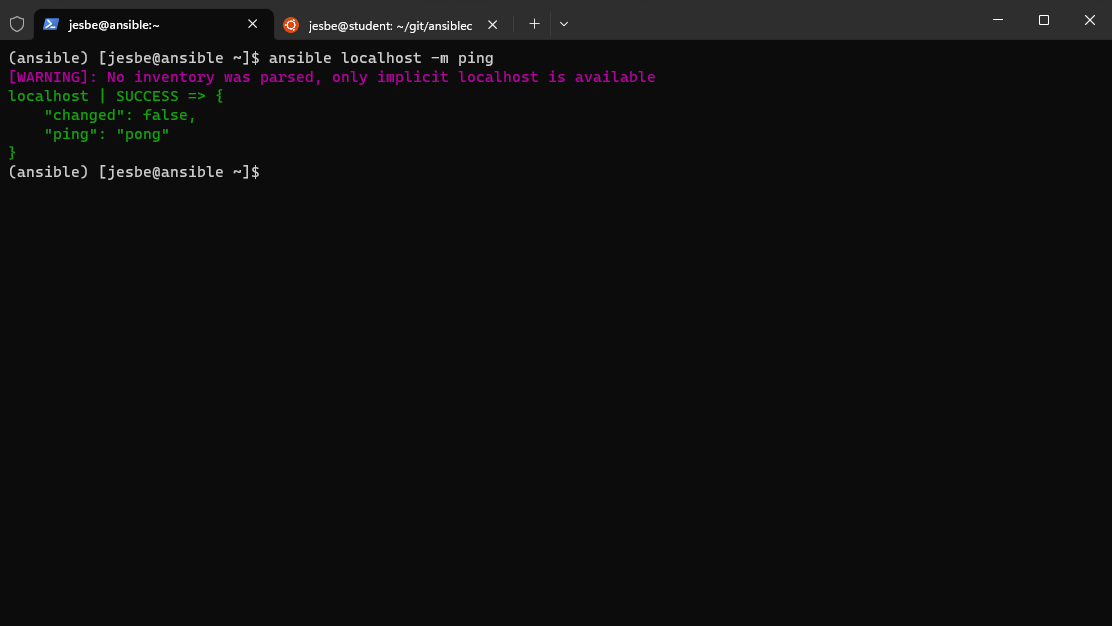 jesbe@ansible:~
jesbe@student: ~/git/ansiblec
(ansible) [jesbe@ansible ~]$ ansible localhost -m ping
[WARNING]: No inventory was parsed, only implicit localhost is available
localhost | SUCCESS => {
    "changed": false,
    "ping": "pong"
}
(ansible) [jesbe@ansible ~]$